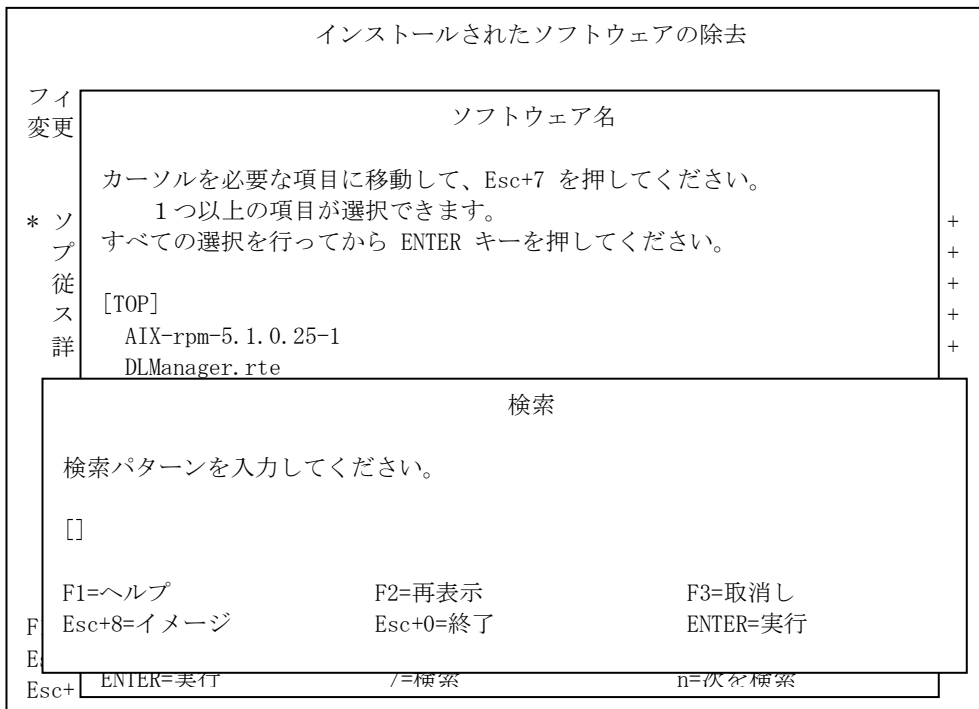 インストールされたソフトウェアの除去
フィ
変更
ソフトウェア名
カーソルを必要な項目に移動して、Esc+7 を押してください。
１つ以上の項目が選択できます。
* ソ +
すべての選択を行ってから ENTER キーを押してください。
プ +
従 +
[TOP]
ス +
AIX-rpm-5.1.0.25-1
詳 +
DLManager.rte
検索
検索パターンを入力してください。
[]
F1=ヘルプ F2=再表示 F3=取消し
Esc+8=イメージ Esc+0=終了 ENTER=実行
F
Es
ENTER=実行 /=検索 n=次を検索
Esc+